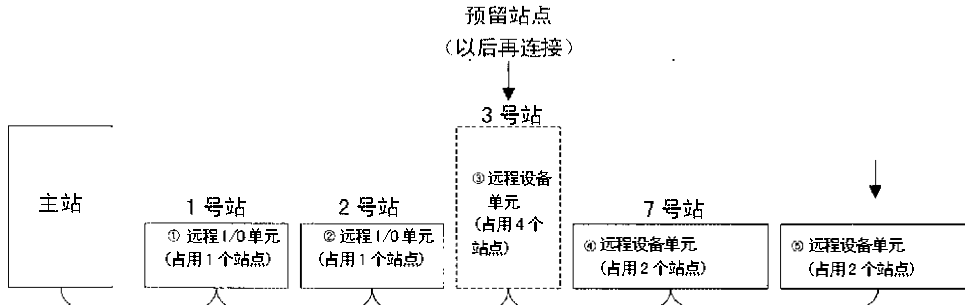 预留站点
（以后再连接）
3号站
主站
1号站
2号站
7号站
① 远程I/O单元
(占用1个站点)
② 远程I/O单元
(占用1个站点)
③ 远程设备
单元
(占用4个
站点)
④ 远程设备单元
(占用2个站点)
⑤ 远程设备单元
(占用2个站点)